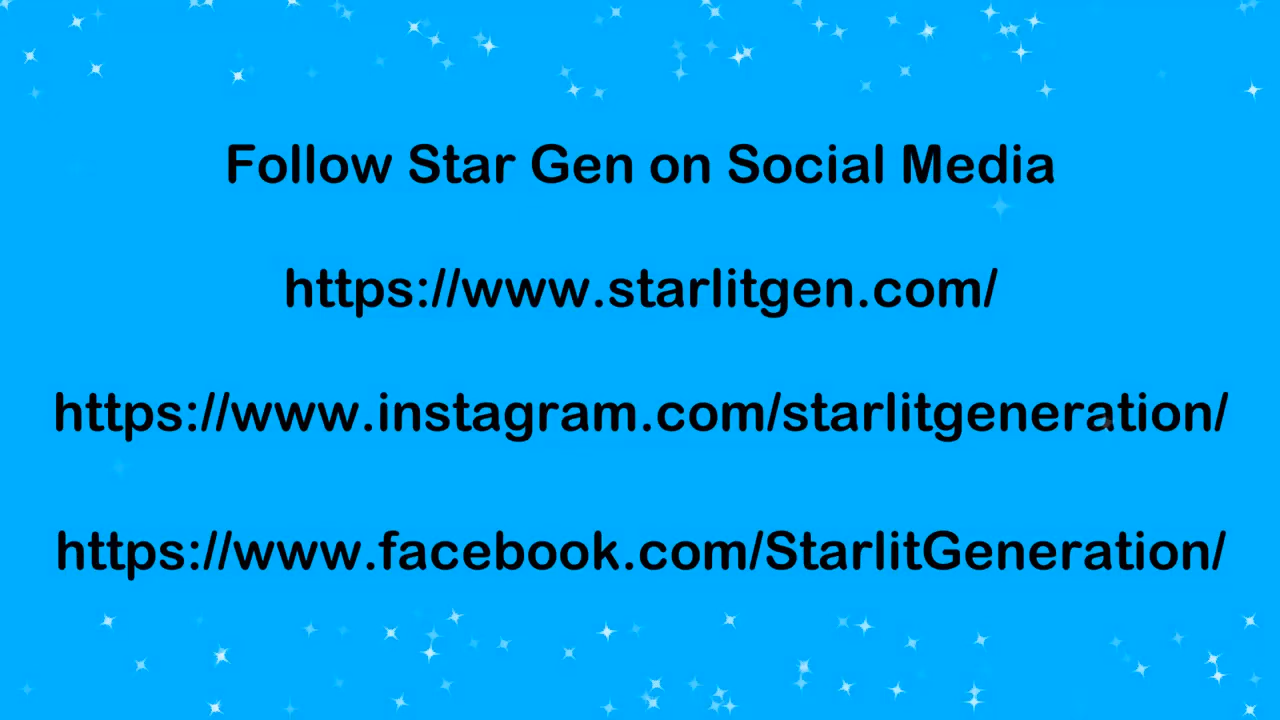 Follow Star Gen on Social Media
https://www.starlitgen.com/
https://www.instagram.com/starlitgeneration/
https://www.facebook.com/StarlitGeneration/